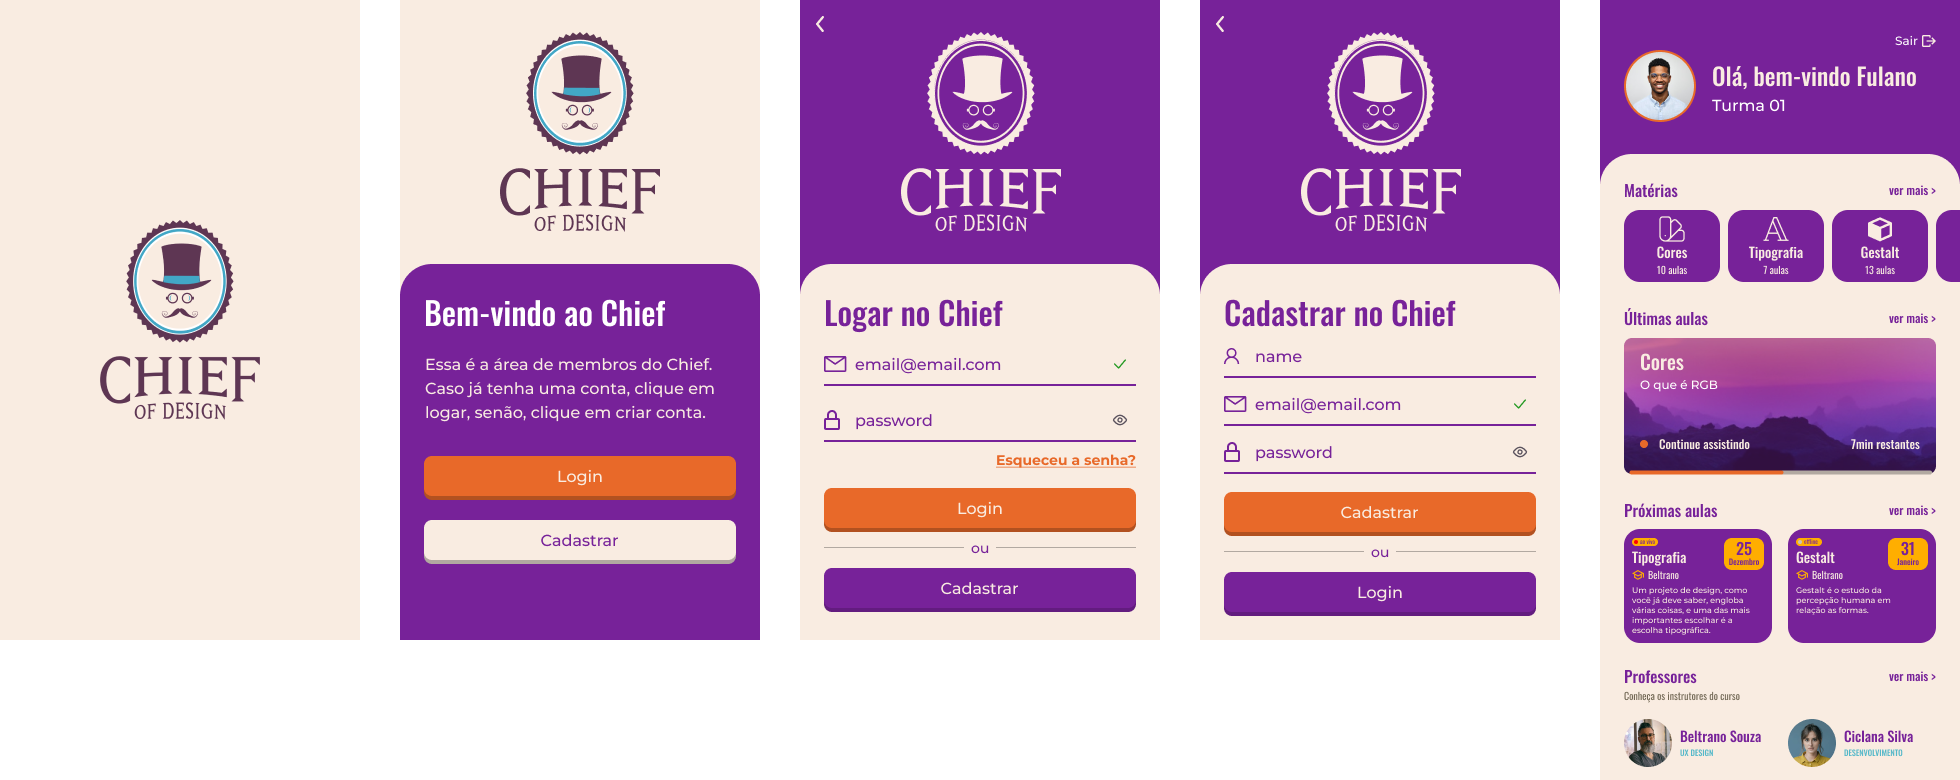 CHIEF
OF DESIGN
CHIEF
OF DESIGN
Bem-vindo ao Chief
Essa é a área de membros do Chief.
Caso já tenha uma conta, clique em
logar, senão, clique em criar conta.
Login
Cadastrar
CHIEF
OF DESIGN
Logar no Chief
email@email.com
password
Esqueceu a senha?
Login
ou
Cadastrar
CHIEF
OF DESIGN
Cadastrar no Chief
name
email@email.com
password
Cadastrar
ou
Login
Sair
Olá, bem-vindo Fulano
Turma 01
Matérias
ver mais >
Cores
10 aulas
Tipografia
7 aulas
Gestalt
13 aulas
Últimas aulas
ver mais >
Cores
O que é RGB
Continue assistindo
7min restantes
Próximas aulas
ver mais >
ao vivo
Tipografia
25
Dezembro
Beltrano
Um projeto de design, como
você já deve saber, engloba
várias coisas, e uma das mais
importantes escolhar é a
escolha tipográfica.
offline
Gestalt
31
Janeiro
Beltrano
Gestalt é o estudo da
percepção humana em
relação as formas.
Professores
ver mais >
Conheça os instrutores do curso
Beltrano Souza
UX DESIGN
Ciclana Silva
DESENVOLVIMENTO